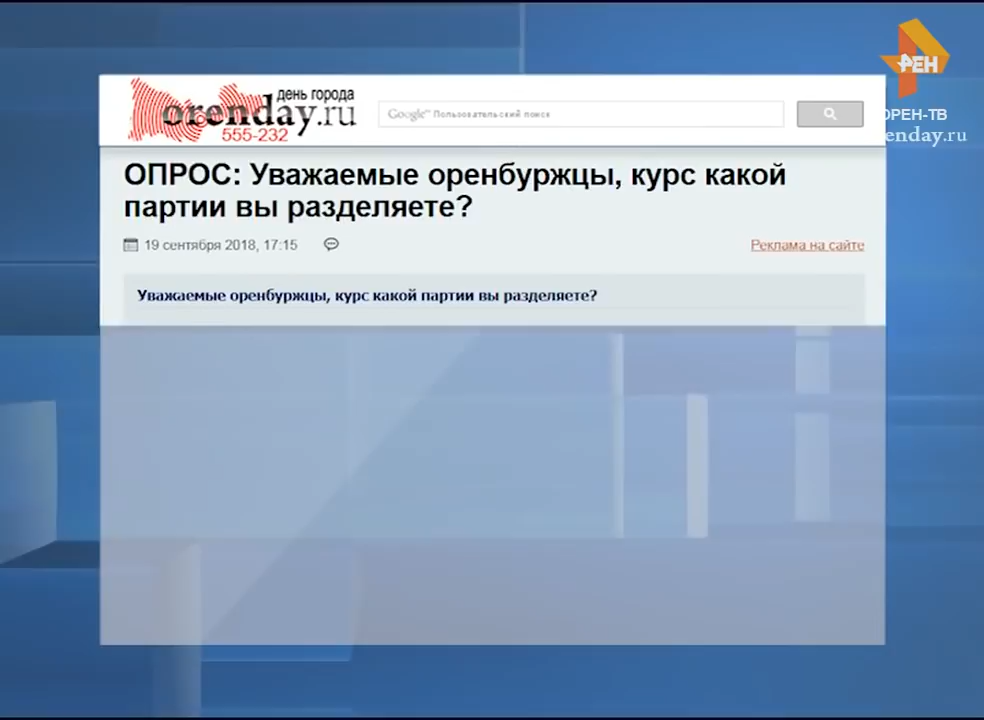 РЕН
ОРЕН-ТВ
enday.ru
день города
orenday.ru
555-232
Google™ Пользовательский поиск
ОПРОС: Уважаемые оренбуржцы, курс какой
партии вы разделяете?
19 сентября 2018, 17:15
Реклама на сайте
Уважаемые оренбуржцы, курс какой партии вы разделяете?